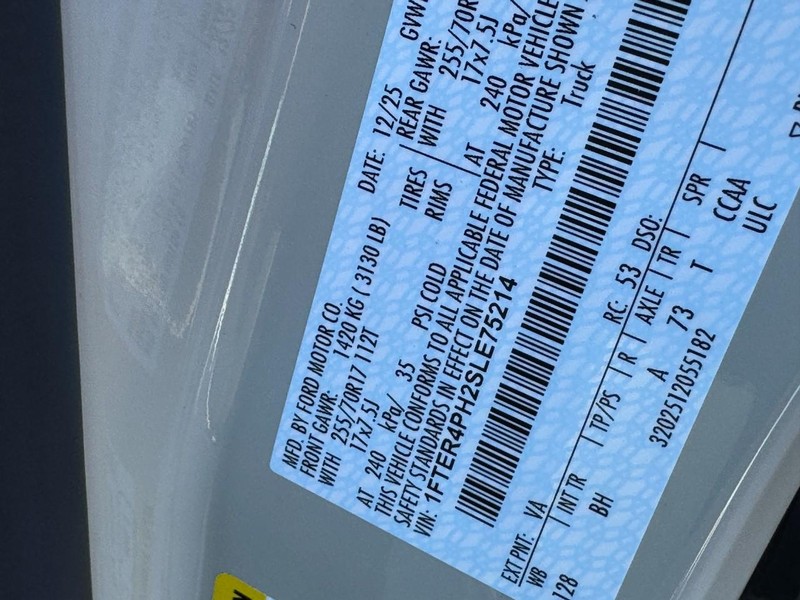 MFD. BY FORD MOTOR CO.
DATE: 12/25 GVW
FRONT GAWR: 1420 KG ( 3130 LB) REAR GAWR:
WITH 255/70R17 112T TIRES WITH 255/70R
17x7.5J RIMS 17x7.5J
AT 240 kPa/ 35 PSI COLD AT 240 kPa/
THIS VEHICLE CONFORMS TO ALL APPLICABLE FEDERAL MOTOR VEHICLE
SAFETY STANDARDS IN EFFECT ON THE DATE OF MANUFACTURE SHOWN
VIN: 1FTER4PH2SLE75214 TYPE: Truck
EXT PNT: VA RC: 53 DSO:
WB INT TR TP/PS R AXLE TR SPR
128 BH A 73 T CCAA
3202512055182 ULC